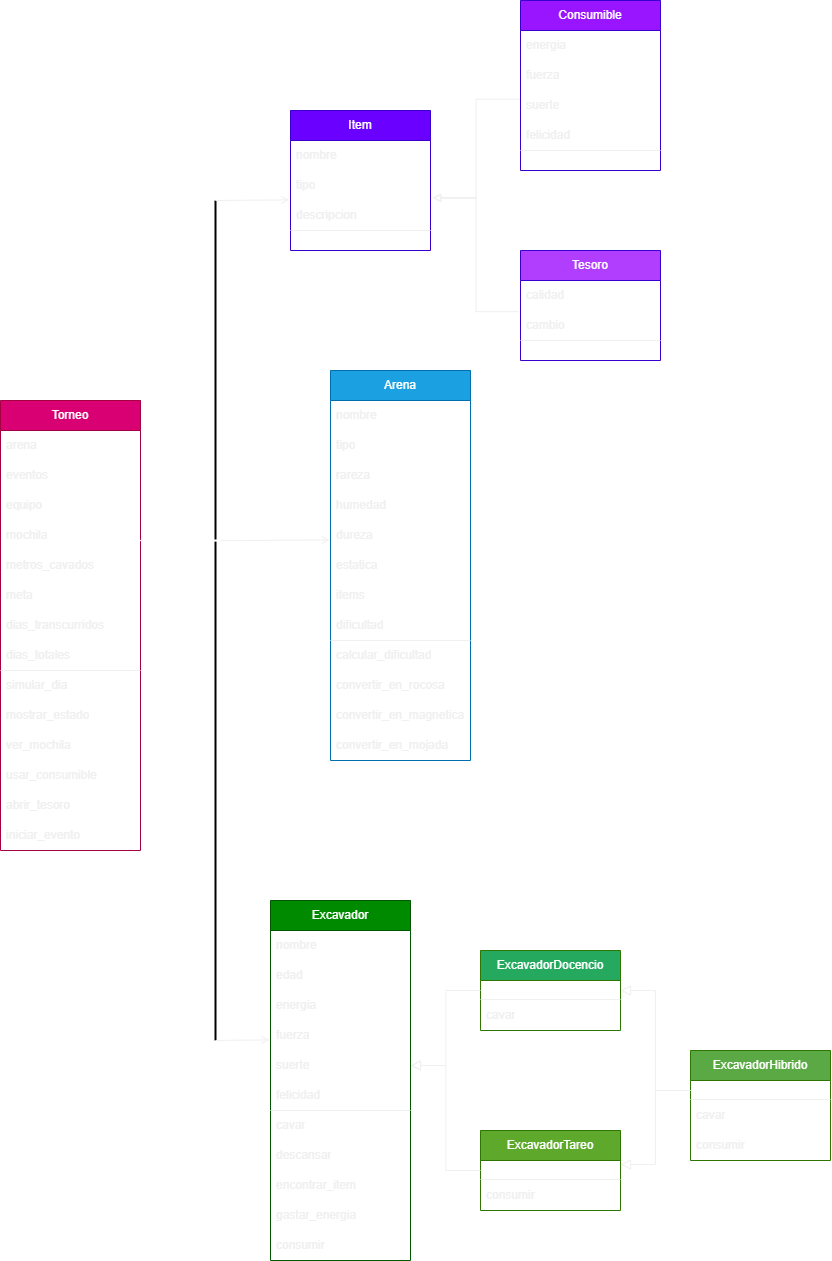 Consumible
energia
fuerza
suerte
felicidad
Item
nombre
tipo
descripcion
Tesoro
calidad
cambio
Arena
nombre
tipo
rareza
humedad
dureza
estatica
items
dificultad
calcular_dificultad
convertir_en_rocosa
convertir_en_magnetica
convertir_en_mojada
Torneo
arena
eventos
equipo
mochila
metros_cavados
meta
dias_transcurridos
dias_totales
simular_dia
mostrar_estado
ver_mochila
usar_consumible
abrir_tesoro
iniciar_evento
Excavador
nombre
edad
energia
fuerza
suerte
felicidad
cavar
descansar
encontrar_item
gastar_energia
consumir
ExcavadorDocencio
cavar
ExcavadorTareo
consumir
ExcavadorHibrido
cavar
consumir